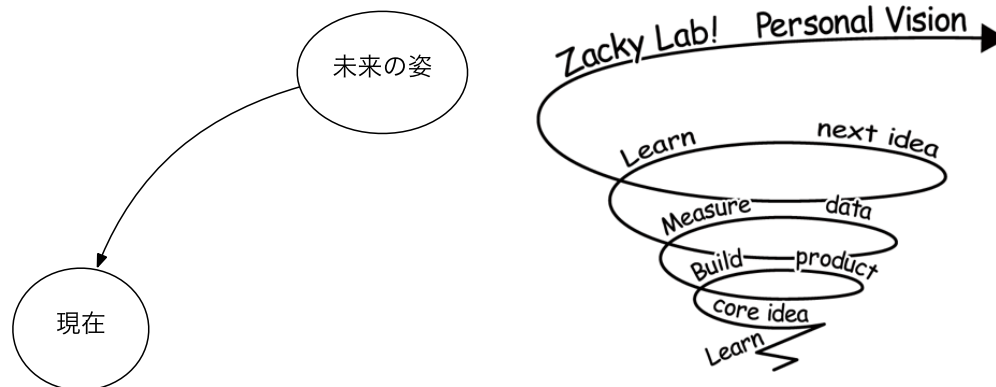 未来の姿
現在
Zacky Lab! Personal Vision
Learn next idea
Measure data
Build product
core idea
Learn